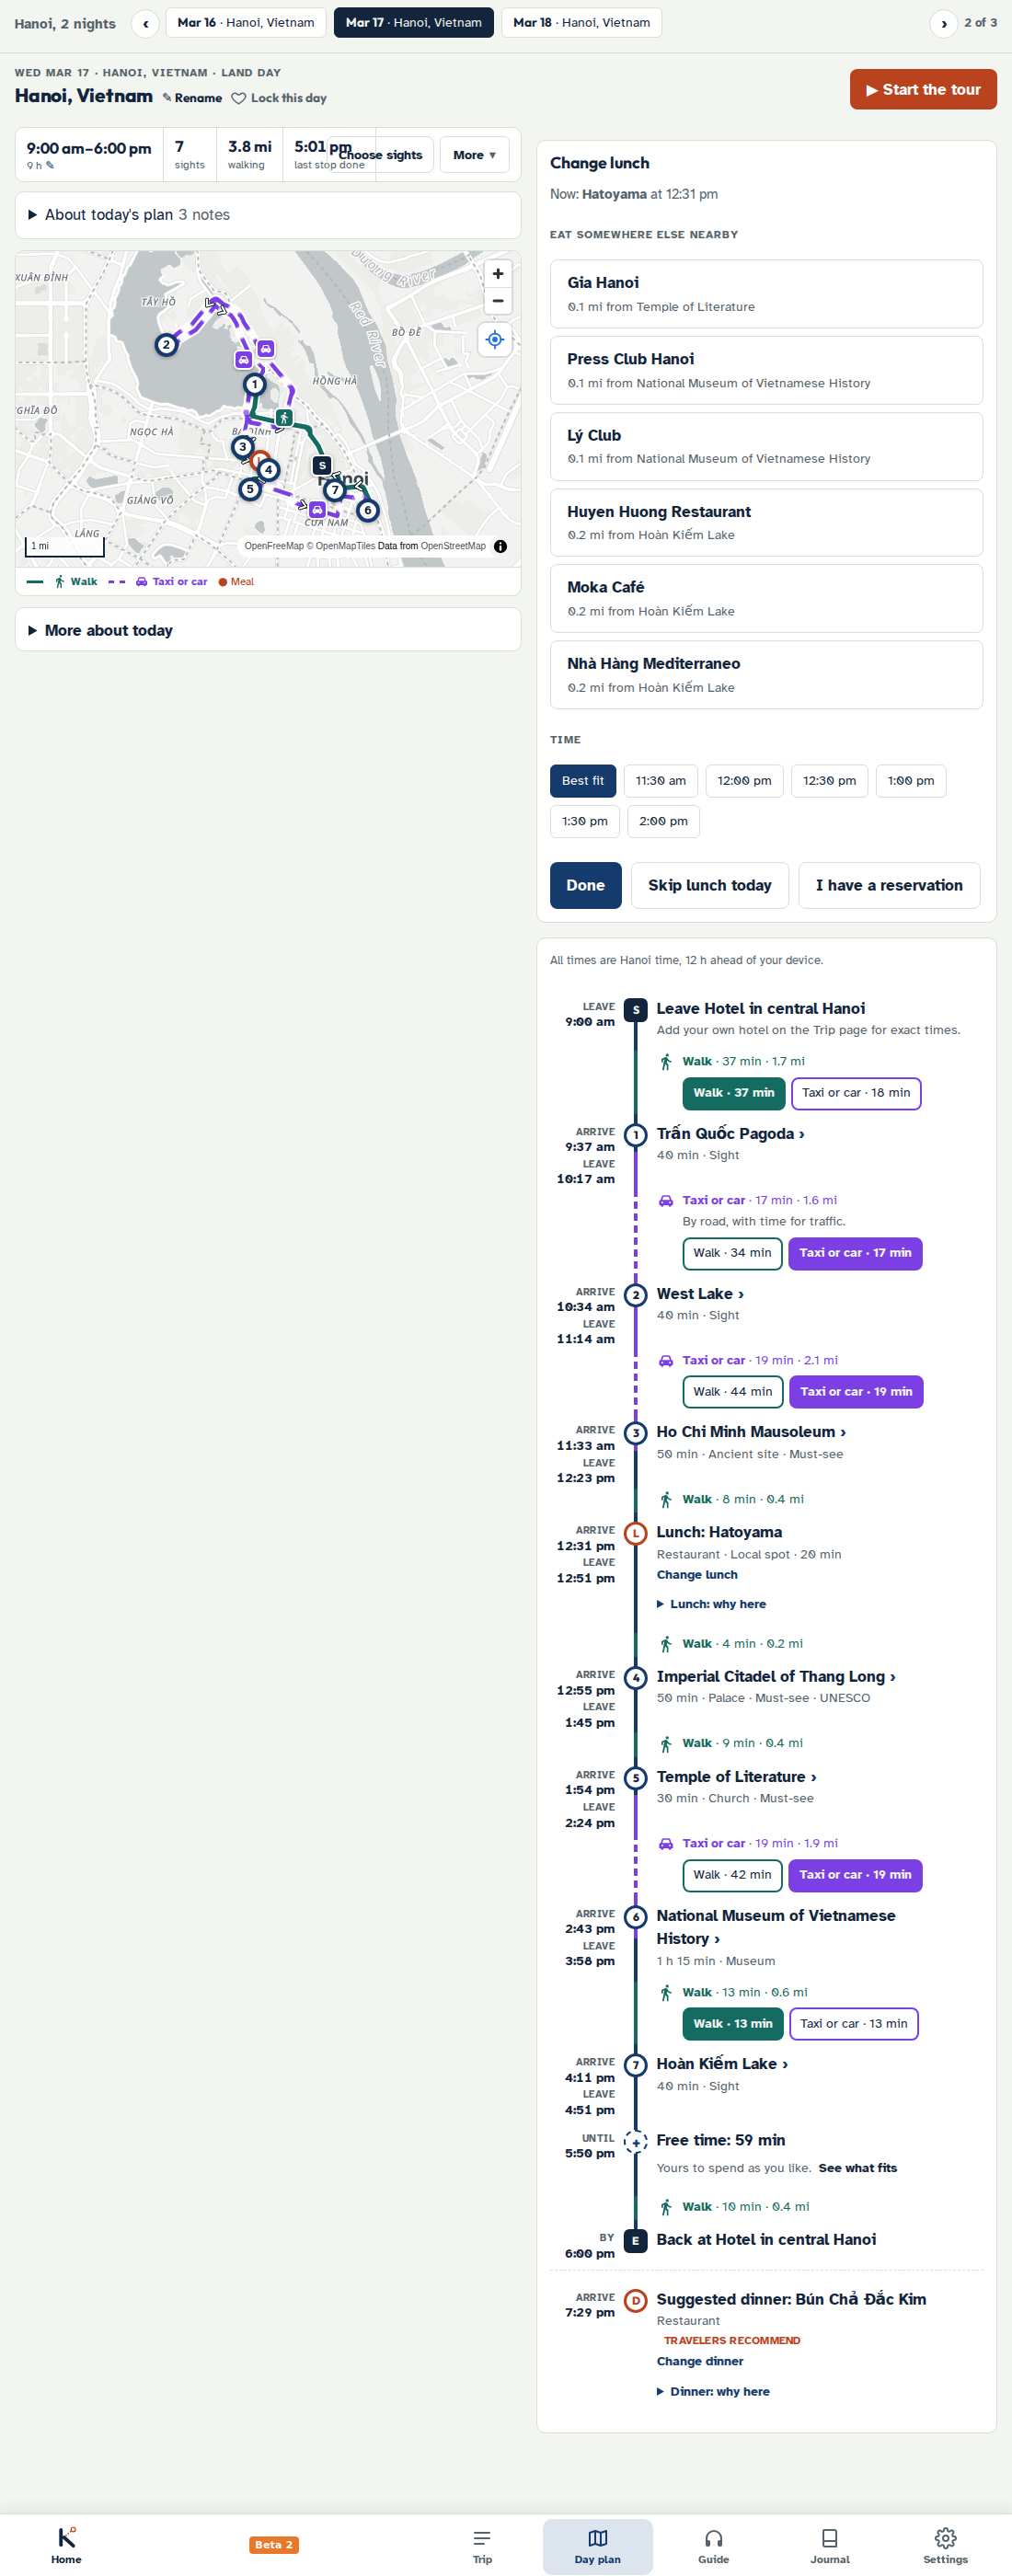 Hanoi, 2 nights
‹
Mar 16 · Hanoi, Vietnam
Mar 17 · Hanoi, Vietnam
Mar 18 · Hanoi, Vietnam
›
2 of 3
WED MAR 17 · HANOI, VIETNAM · LAND DAY
Hanoi, Vietnam
✎ Rename
Lock this day
▶ Start the tour
9:00 am–6:00 pm
9 h ✎
7
sights
3.8 mi
walking
5:01 pm
last stop done
Choose sights
More ▾
▶ About today's plan 3 notes
XUÂN ĐỈNH
TÂY HỒ
Đuống River
Red River
BỒ ĐỀ
HỒNG HÀ
NGHĨA ĐÔ
NGỌC HÀ
GIẢNG VÕ
LÁNG
CỬA NAM
1
2
3
4
5
6
7
S
+
−
1 mi
OpenFreeMap © OpenMapTiles Data from OpenStreetMap
Walk
Taxi or car
Meal
▶ More about today
Change lunch
Now: Hatoyama at 12:31 pm
EAT SOMEWHERE ELSE NEARBY
Gia Hanoi
0.1 mi from Temple of Literature
Press Club Hanoi
0.1 mi from National Museum of Vietnamese History
Lý Club
0.1 mi from National Museum of Vietnamese History
Huyen Huong Restaurant
0.2 mi from Hoàn Kiếm Lake
Moka Café
0.2 mi from Hoàn Kiếm Lake
Nhà Hàng Mediterraneo
0.2 mi from Hoàn Kiếm Lake
TIME
Best fit
11:30 am
12:00 pm
12:30 pm
1:00 pm
1:30 pm
2:00 pm
Done
Skip lunch today
I have a reservation
All times are Hanoi time, 12 h ahead of your device.
LEAVE
9:00 am
S
Leave Hotel in central Hanoi
Add your own hotel on the Trip page for exact times.
Walk · 37 min · 1.7 mi
Walk · 37 min
Taxi or car · 18 min
ARRIVE
9:37 am
LEAVE
10:17 am
1
Trấn Quốc Pagoda ›
40 min · Sight
Taxi or car · 17 min · 1.6 mi
By road, with time for traffic.
Walk · 34 min
Taxi or car · 17 min
ARRIVE
10:34 am
LEAVE
11:14 am
2
West Lake ›
40 min · Sight
Taxi or car · 19 min · 2.1 mi
Walk · 44 min
Taxi or car · 19 min
ARRIVE
11:33 am
LEAVE
12:23 pm
3
Ho Chi Minh Mausoleum ›
50 min · Ancient site · Must-see
Walk · 8 min · 0.4 mi
ARRIVE
12:31 pm
LEAVE
12:51 pm
L
Lunch: Hatoyama
Restaurant · Local spot · 20 min
Change lunch
▶ Lunch: why here
Walk · 4 min · 0.2 mi
ARRIVE
12:55 pm
LEAVE
1:45 pm
4
Imperial Citadel of Thang Long ›
50 min · Palace · Must-see · UNESCO
Walk · 9 min · 0.4 mi
ARRIVE
1:54 pm
LEAVE
2:24 pm
5
Temple of Literature ›
30 min · Church · Must-see
Taxi or car · 19 min · 1.9 mi
Walk · 42 min
Taxi or car · 19 min
ARRIVE
2:43 pm
LEAVE
3:58 pm
6
National Museum of Vietnamese
History ›
1 h 15 min · Museum
Walk · 13 min · 0.6 mi
Walk · 13 min
Taxi or car · 13 min
ARRIVE
4:11 pm
LEAVE
4:51 pm
7
Hoàn Kiếm Lake ›
40 min · Sight
UNTIL
5:50 pm
+
Free time: 59 min
Yours to spend as you like. See what fits
Walk · 10 min · 0.4 mi
BY
6:00 pm
E
Back at Hotel in central Hanoi
ARRIVE
7:29 pm
D
Suggested dinner: Bún Chả Đắc Kim
Restaurant
TRAVELERS RECOMMEND
Change dinner
▶ Dinner: why here
Home
Beta 2
Trip
Day plan
Guide
Journal
Settings